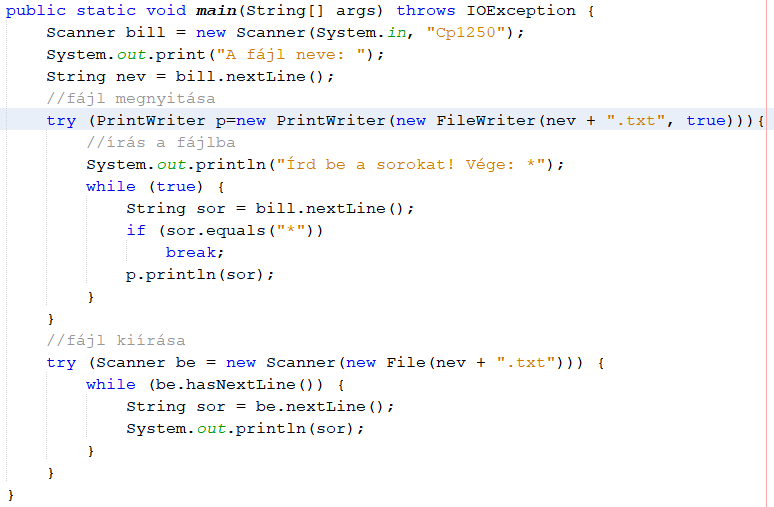 public static void main(String[] args) throws IOException {
    Scanner bill = new Scanner(System.in, "Cp1250");
    System.out.print("A fájl neve: ");
    String nev = bill.nextLine();
    //fájl megnyitása
    try (PrintWriter p=new PrintWriter(new FileWriter(nev + ".txt", true))){
        //írás a fájlba
        System.out.println("Írd be a sorokat! Vége: *");
        while (true) {
            String sor = bill.nextLine();
            if (sor.equals("*"))
                break;
            p.println(sor);
        }
    }
    //fájl kiírása
    try (Scanner be = new Scanner(new File(nev + ".txt"))) {
        while (be.hasNextLine()) {
            String sor = be.nextLine();
            System.out.println(sor);
        }
    }
}